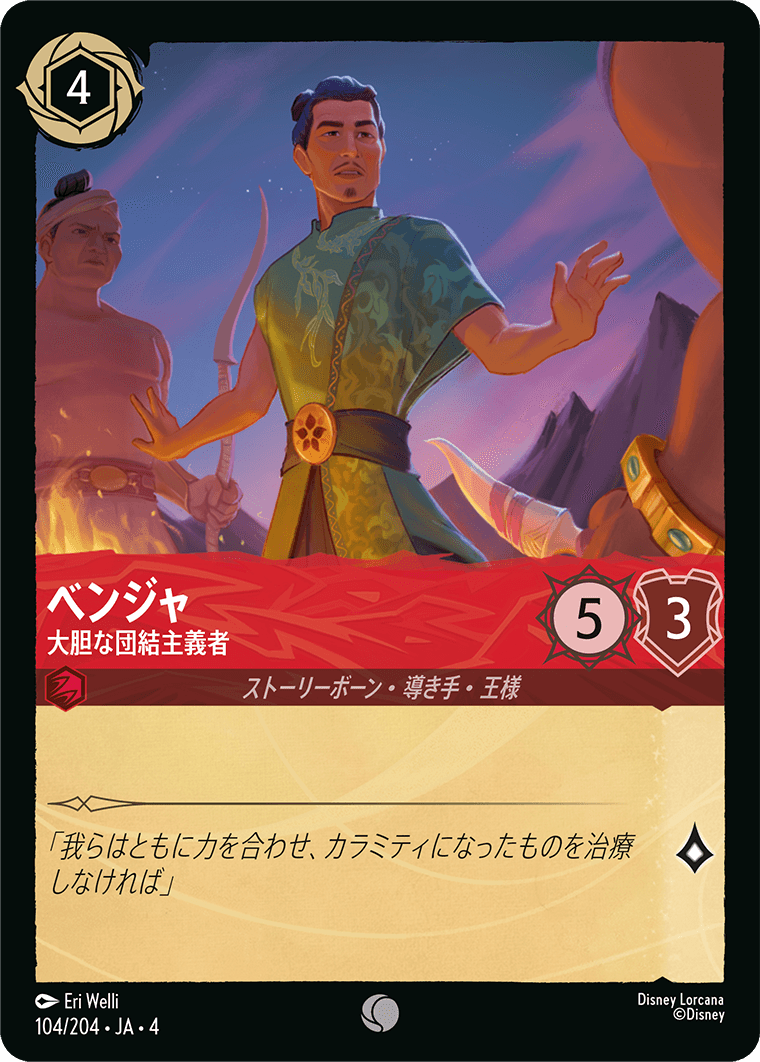 4
ベンジャ
大胆な団結主義者
5
3
ストーリーボーン・導き手・王様
「我らはともに力を合わせ、カラミティになったものを治療
しなければ」
Eri Welli
Disney Lorcana
104/204・JA・4
©Disney